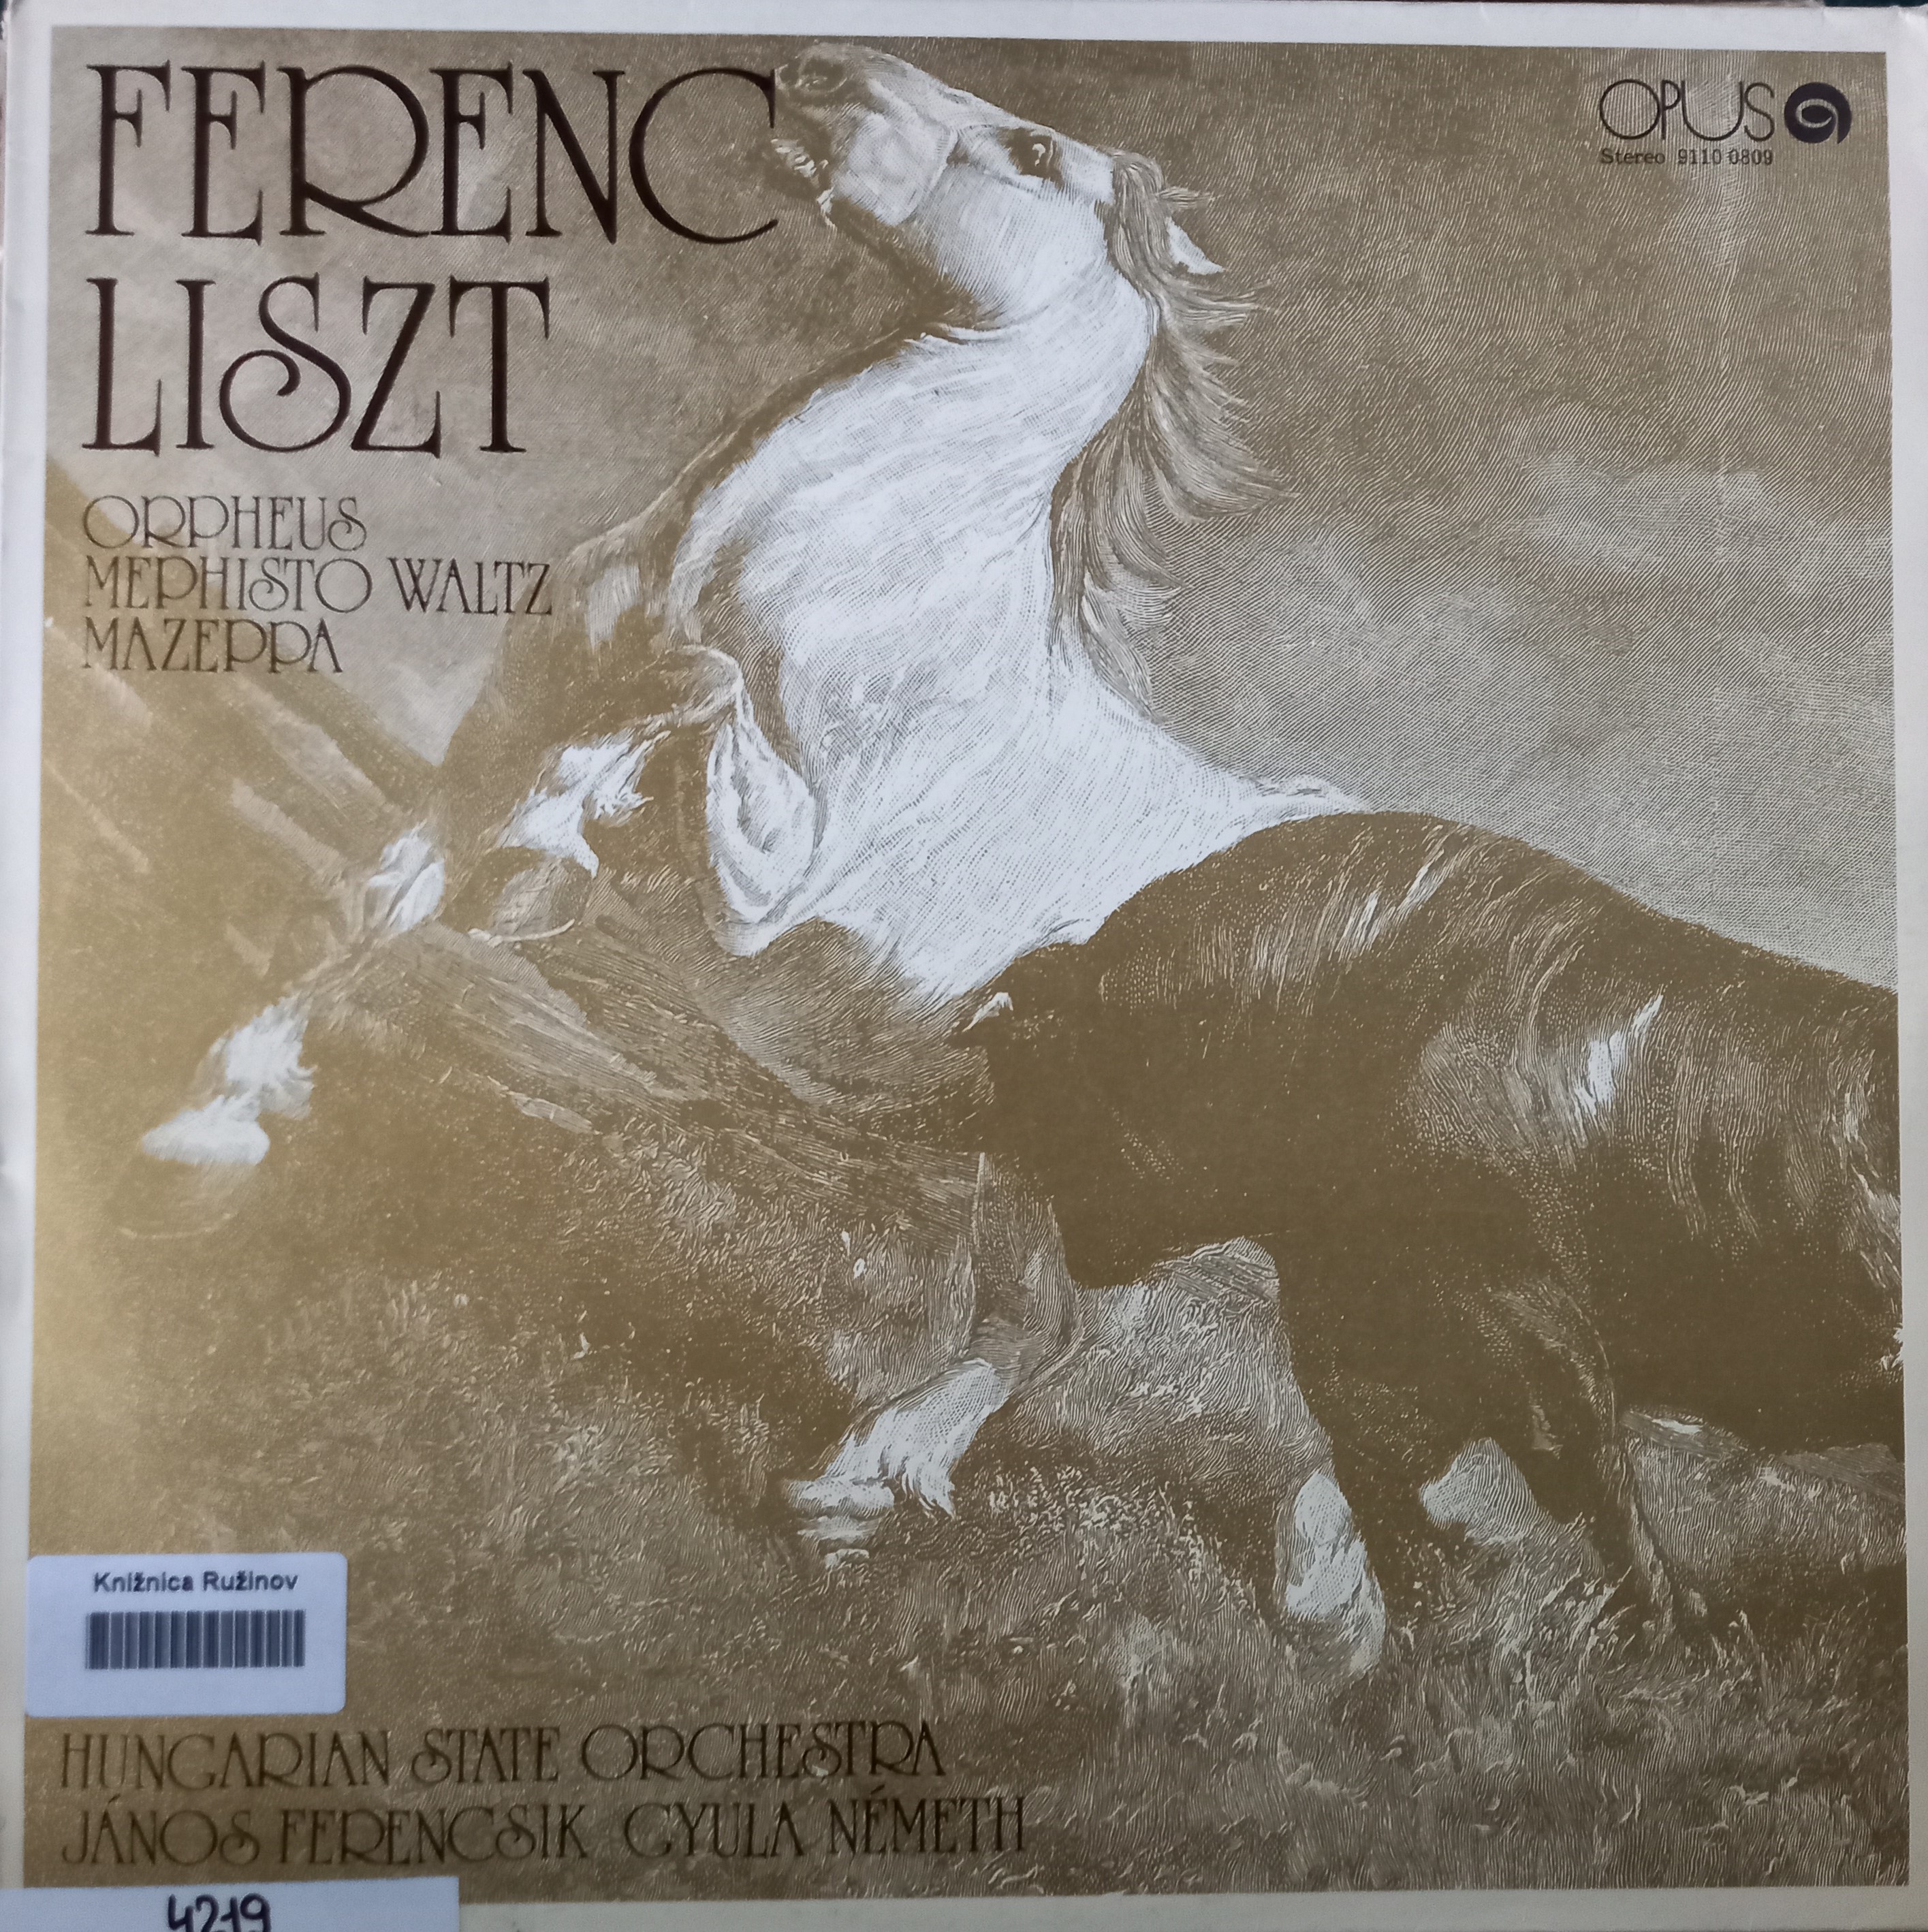 FERENC
LISZT
OPUS
Stereo 9110 0809
ORPHEUS
MEPHISTO WALTZ
MAZEPPA
Knižnica Ružinov
HUNGARIAN STATE ORCHESTRA
JÁNOS FERENCSIK GYULA NÉMETH
4219